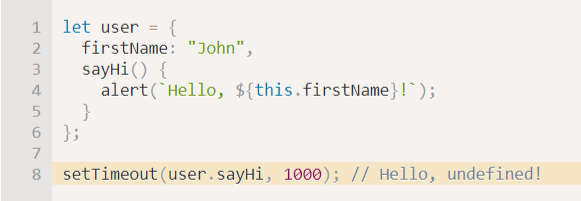 1 let user = {
2   firstName: "John",
3   sayHi() {
4     alert(`Hello, ${this.firstName}!`);
5   }
6 };
7
8 setTimeout(user.sayHi, 1000); // Hello, undefined!